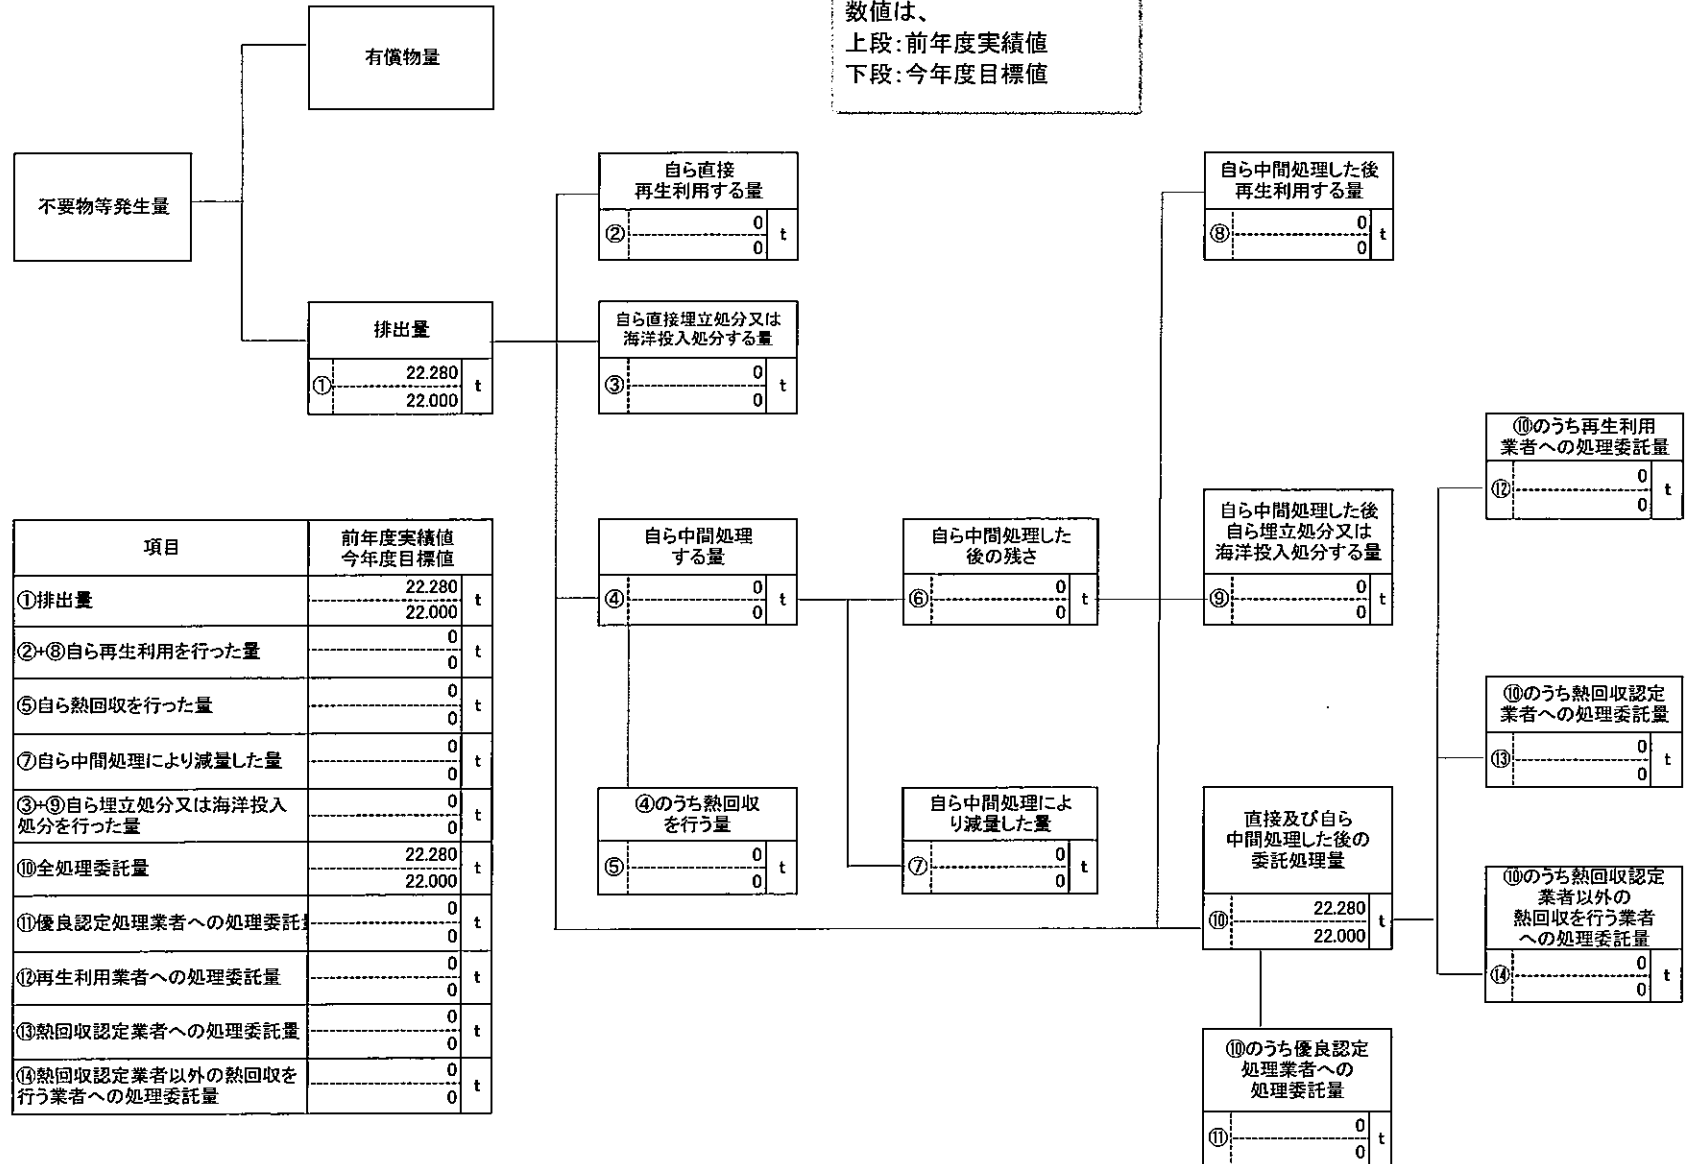 数値は、
上段:前年度実績値
下段:今年度目標値
有償物量
不要物等発生量
排出量
① 22.280 t
22.000
自ら直接
再生利用する量
② 0 t
0
自ら直接埋立処分又は
海洋投入処分する量
③ 0 t
0
自ら中間処理した後
再生利用する量
⑧ 0 t
0
自ら中間処理
する量
④ 0 t
0
自ら中間処理した
後の残さ
⑥ 0 t
0
自ら中間処理した後
自ら埋立処分又は
海洋投入処分する量
⑨ 0 t
0
④のうち熱回収
を行う量
⑤ 0 t
0
自ら中間処理によ
り減量した量
⑦ 0 t
0
直接及び自ら
中間処理した後の
委託処理量
⑩ 22.280 t
22.000
⑩のうち優良認定
処理業者への
処理委託量
⑪ 0 t
0
⑩のうち再生利用
業者への処理委託量
⑫ 0 t
0
⑩のうち熱回収認定
業者への処理委託量
⑬ 0 t
0
⑩のうち熱回収認定
業者以外の
熱回収を行う業者
への処理委託量
⑭ 0 t
0
項目 前年度実績値
今年度目標値
①排出量 22.280 t
22.000
②+⑧自ら再生利用を行った量 0 t
0
⑤自ら熱回収を行った量 0 t
0
⑦自ら中間処理により減量した量 0 t
0
③+⑨自ら埋立処分又は海洋投入
処分を行った量 0 t
0
⑩全処理委託量 22.280 t
22.000
⑪優良認定処理業者への処理委託 0 t
0
⑫再生利用業者への処理委託量 0 t
0
⑬熱回収認定業者への処理委託量 0 t
0
⑭熱回収認定業者以外の熱回収を
行う業者への処理委託量 0 t
0